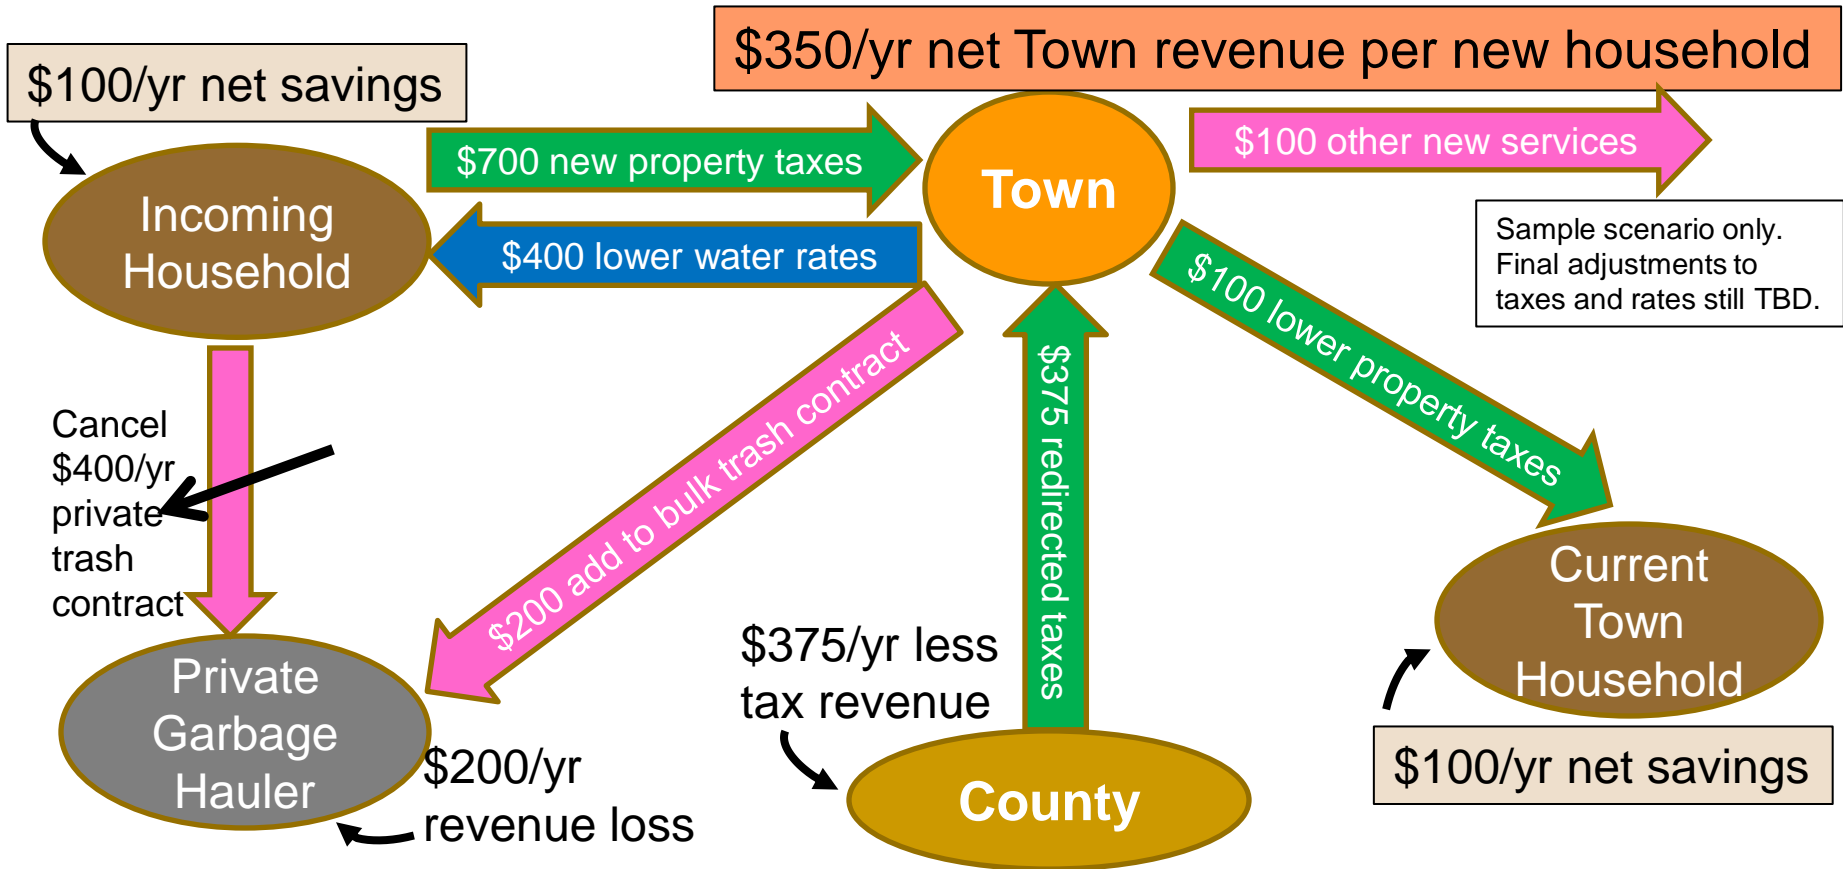 $350/yr net Town revenue per new household
$100/yr net savings
$700 new property taxes
$100 other new services
Town
Incoming
Household
$400 lower water rates
Sample scenario only.
Final adjustments to
taxes and rates still TBD.
$100 lower property taxes
$200 add to bulk trash contract
$375 redirected taxes
Cancel
$400/yr
private
trash
contract
Private
Garbage
Hauler
$200/yr
revenue loss
$375/yr less
tax revenue
County
Current
Town
Household
$100/yr net savings